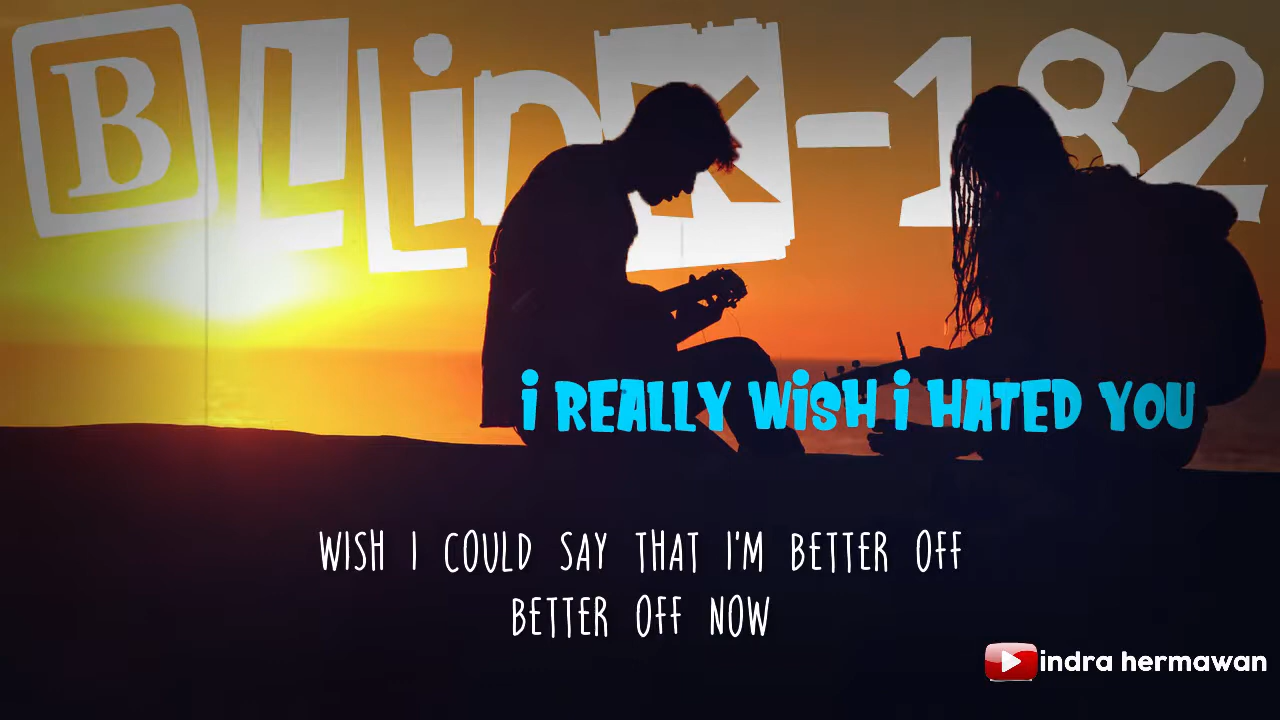 BLink-182
i REALLY WiSH i HATED YOU
WISH I COULD SAY THAT I'M BETTER OFF
BETTER OFF NOW
indra hermawan